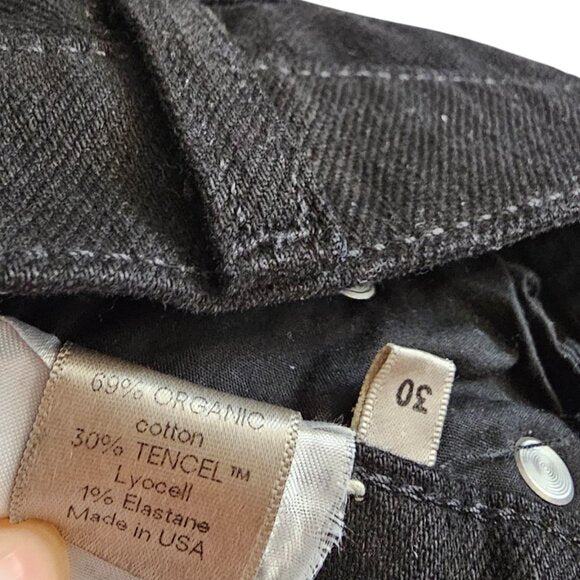 69% ORGANIC
cotton
30% TENCEL™
Lyocell
1% Elastane
Made in USA
30